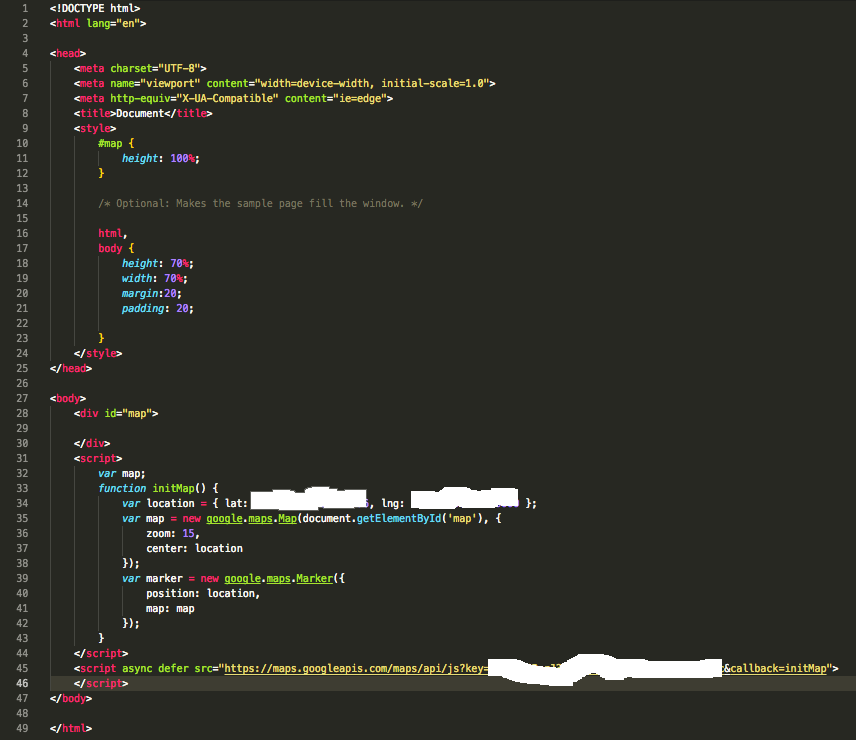 1 <!DOCTYPE html>
2 <html lang="en">
3
4 <head>
5 <meta charset="UTF-8">
6 <meta name="viewport" content="width=device-width, initial-scale=1.0">
7 <meta http-equiv="X-UA-Compatible" content="ie=edge">
8 <title>Document</title>
9 <style>
10 #map {
11 height: 100%;
12 }
13
14 /* Optional: Makes the sample page fill the window. */
15
16 html,
17 body {
18 height: 70%;
19 width: 70%;
20 margin:20;
21 padding: 20;
22
23 }
24 </style>
25 </head>
26
27 <body>
28 <div id="map">
29
30 </div>
31 <script>
32 var map;
33 function initMap() {
34 var location = { lat: , lng: };
35 var map = new google.maps.Map(document.getElementById('map'), {
36 zoom: 15,
37 center: location
38 });
39 var marker = new google.maps.Marker({
40 position: location,
41 map: map
42 });
43 }
44 </script>
45 <script async defer src="https://maps.googleapis.com/maps/api/js?key= &callback=initMap">
46 </script>
47 </body>
48
49 </html>